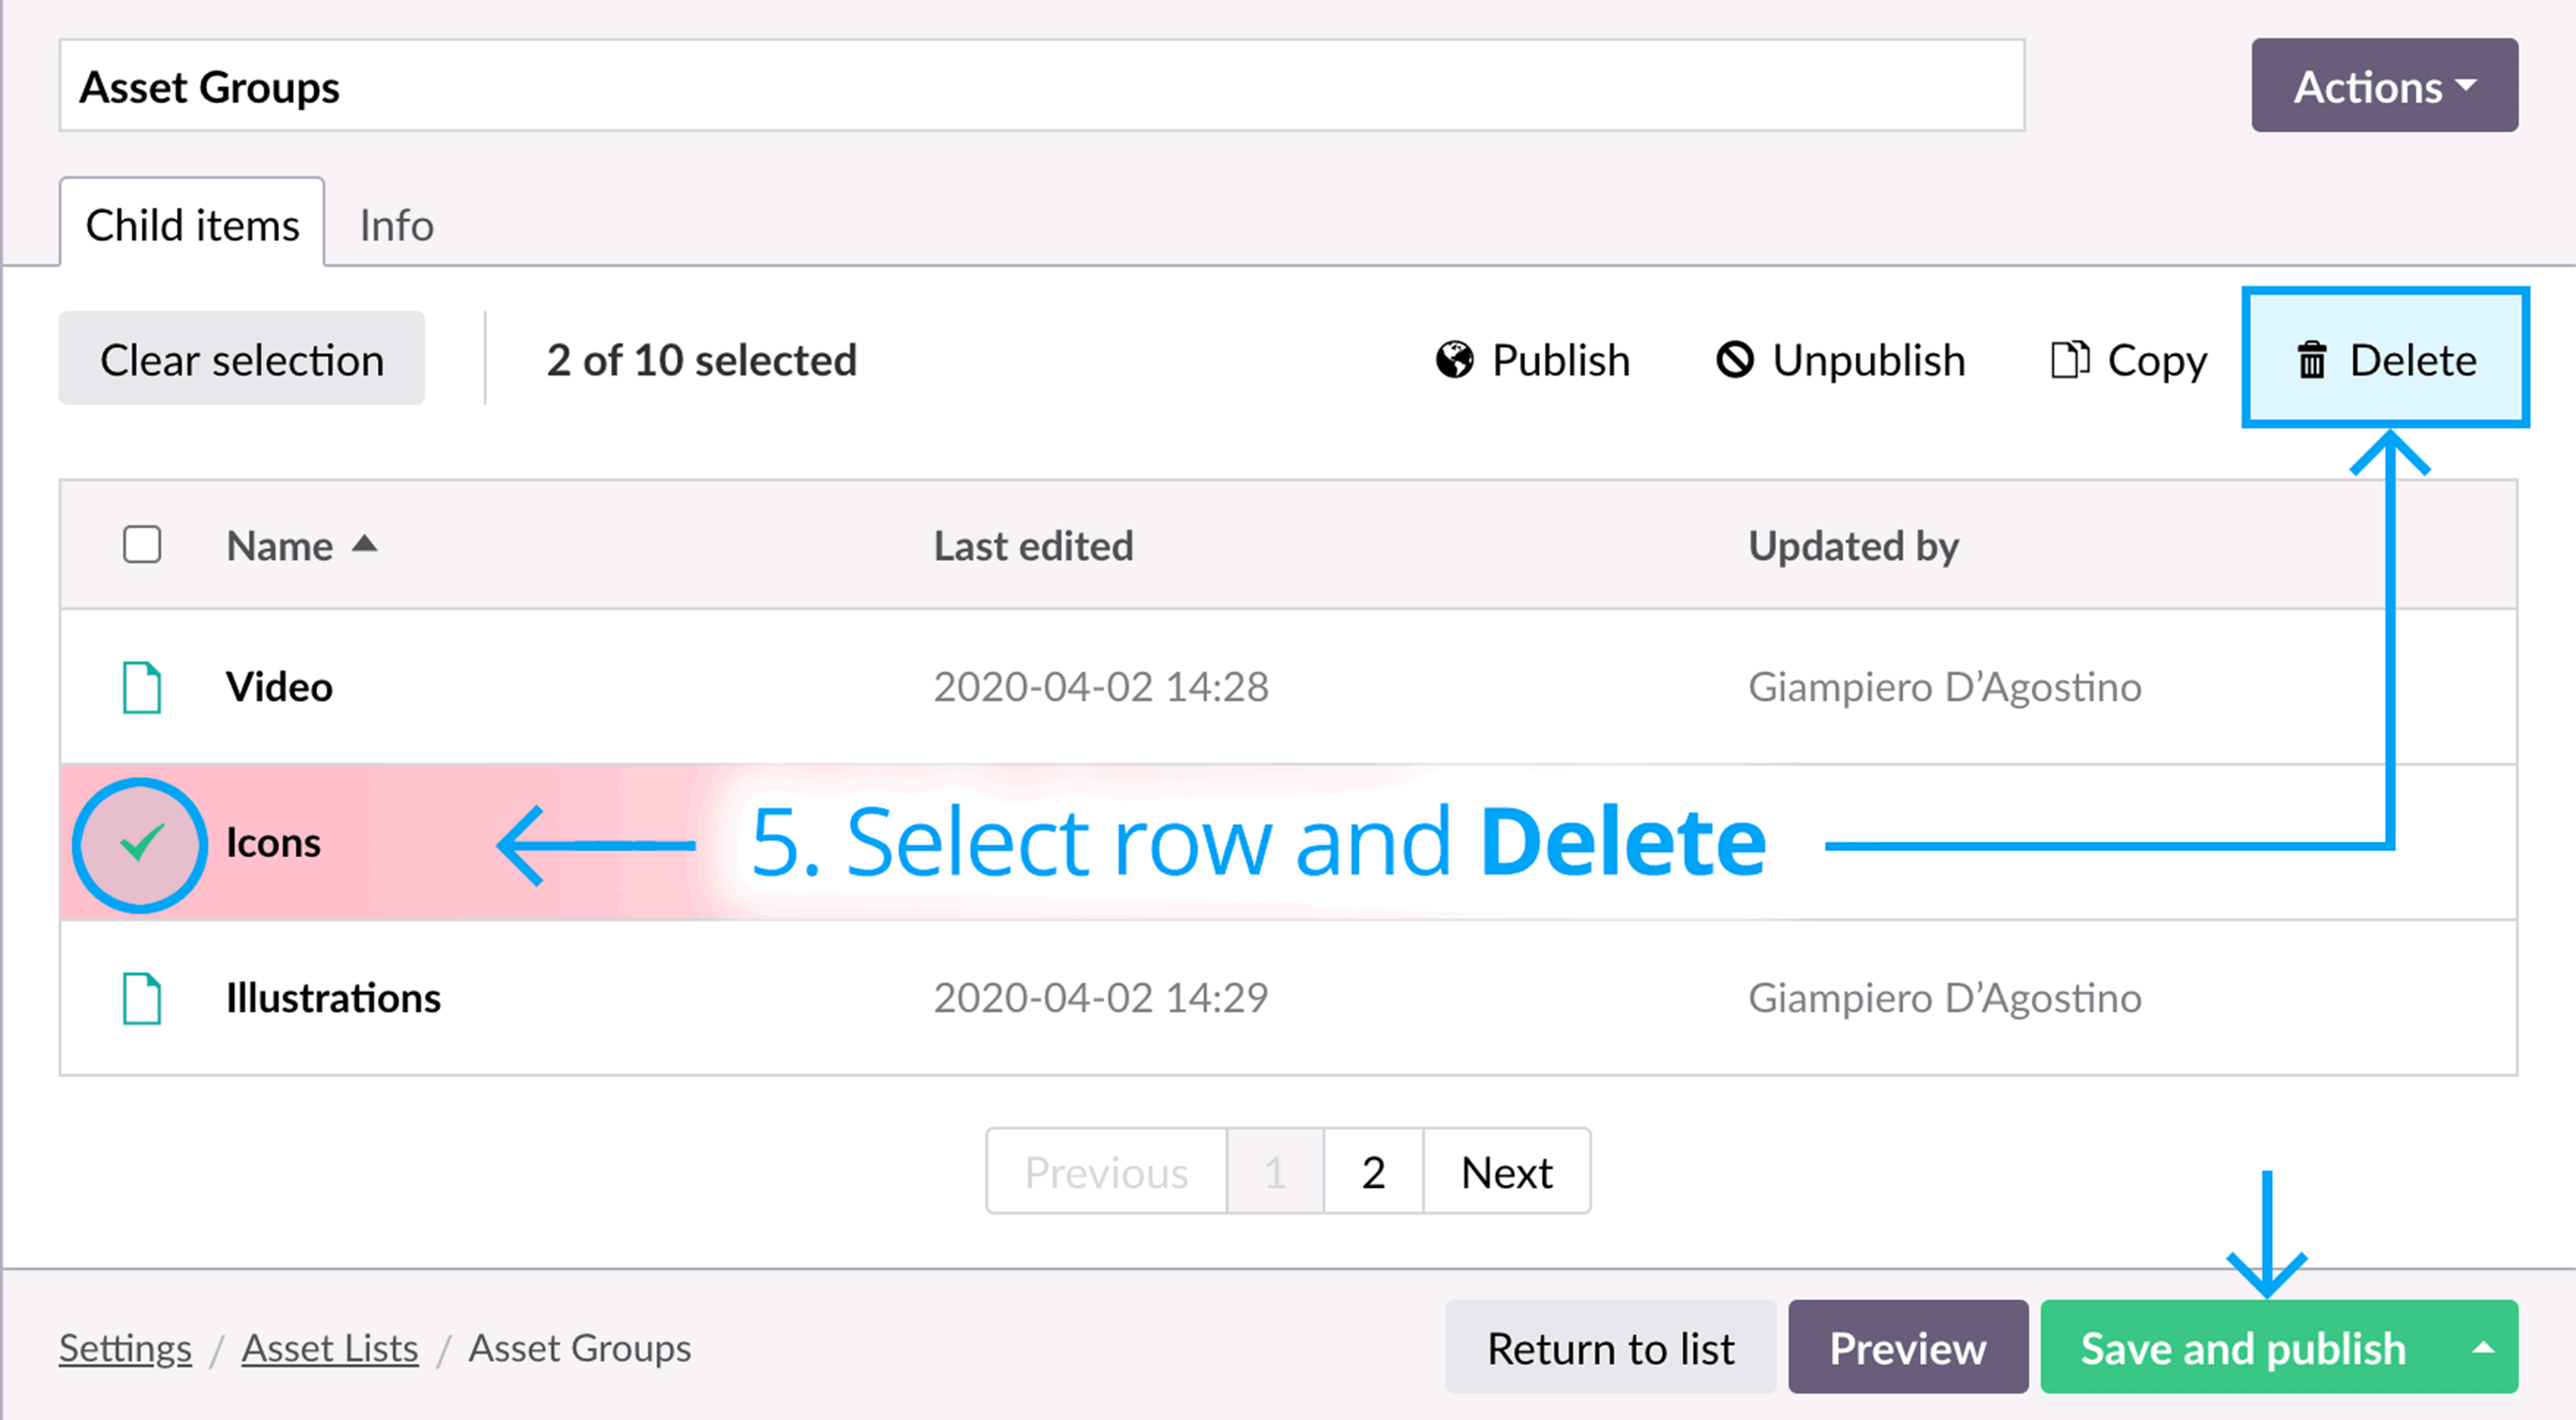 Asset Groups
Actions
Child items Info
Clear selection 2 of 10 selected Publish Unpublish Copy Delete
Name Last edited Updated by
Video 2020-04-02 14:28 Giampiero D’Agostino
Icons 5. Select row and Delete
Illustrations 2020-04-02 14:29 Giampiero D’Agostino
Previous 1 2 Next
Settings / Asset Lists / Asset Groups Return to list Preview Save and publish